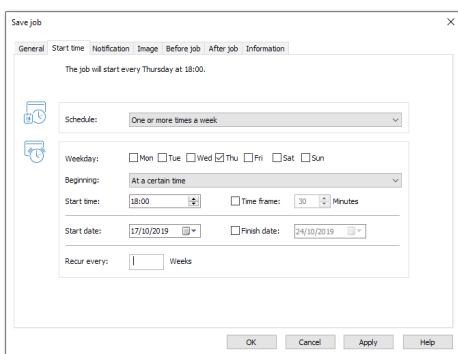 Save job
General Start time Notification Image Before job After job Information
The job will start every Thursday at 18:00.
Schedule: One or more times a week
Weekday: Mon Tue Wed Thu Fri Sat Sun
Beginning: At a certain time
Start time: 18:00 Time frame: 30 Minutes
Start date: 17/10/2019 Finish date: 24/10/2019
Recur every: Weeks
OK Cancel Apply Help